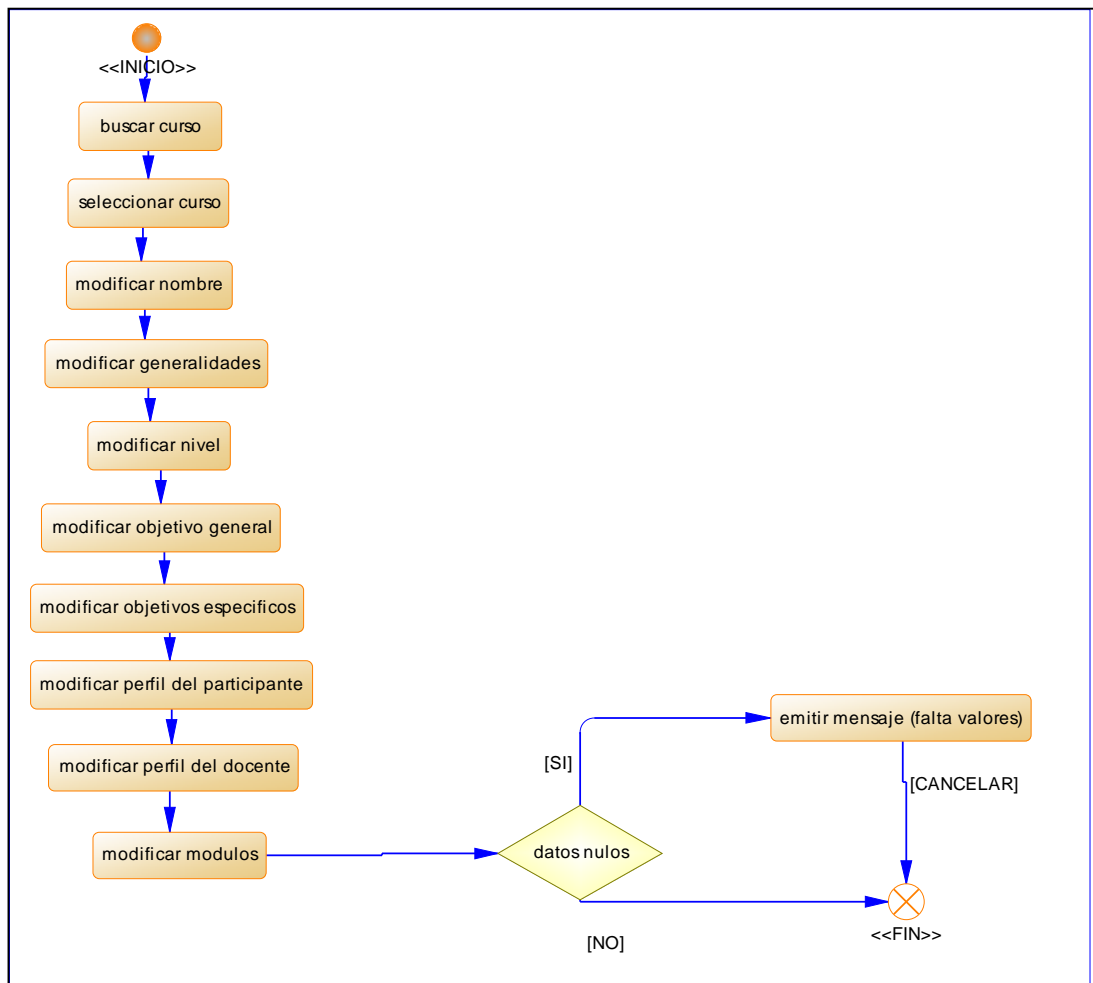 <<INICIO>>
buscar curso
seleccionar curso
modificar nombre
modificar generalidades
modificar nivel
modificar objetivo general
modificar objetivos especificos
modificar perfil del participante
modificar perfil del docente
modificar modulos
datos nulos
[SI]
emitir mensaje (falta valores)
[CANCELAR]
[NO]
<<FIN>>